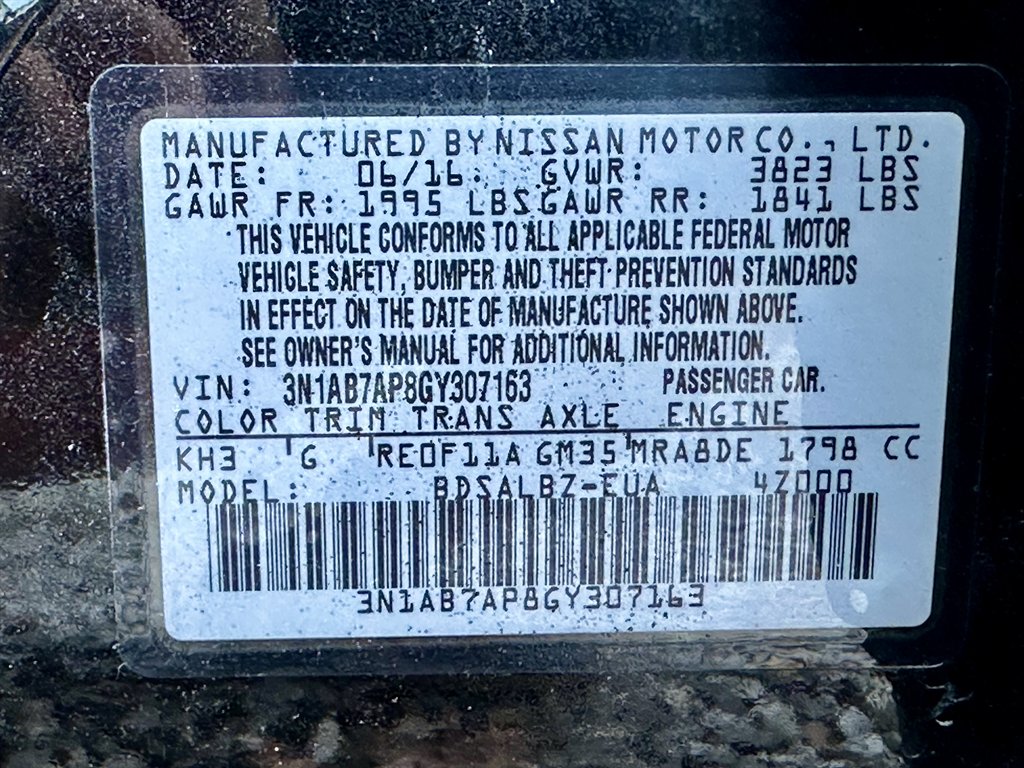 MANUFACTURED BY NISSAN MOTOR CO., LTD.
DATE: 06/16 GVWR: 3823 LBS
GAWR FR: 1995 LBS GAWR RR: 1841 LBS
THIS VEHICLE CONFORMS TO ALL APPLICABLE FEDERAL MOTOR
VEHICLE SAFETY, BUMPER AND THEFT PREVENTION STANDARDS
IN EFFECT ON THE DATE OF MANUFACTURE SHOWN ABOVE.
SEE OWNER'S MANUAL FOR ADDITIONAL INFORMATION.
VIN: 3N1AB7AP8GY307163 PASSENGER CAR.
COLOR TRIM TRANS AXLE ENGINE
KH3 G RE0F11A GM35 MRA8DE 1798 CC
MODEL: BDSALBZ-EUA 4Z000
3N1AB7AP8GY307163